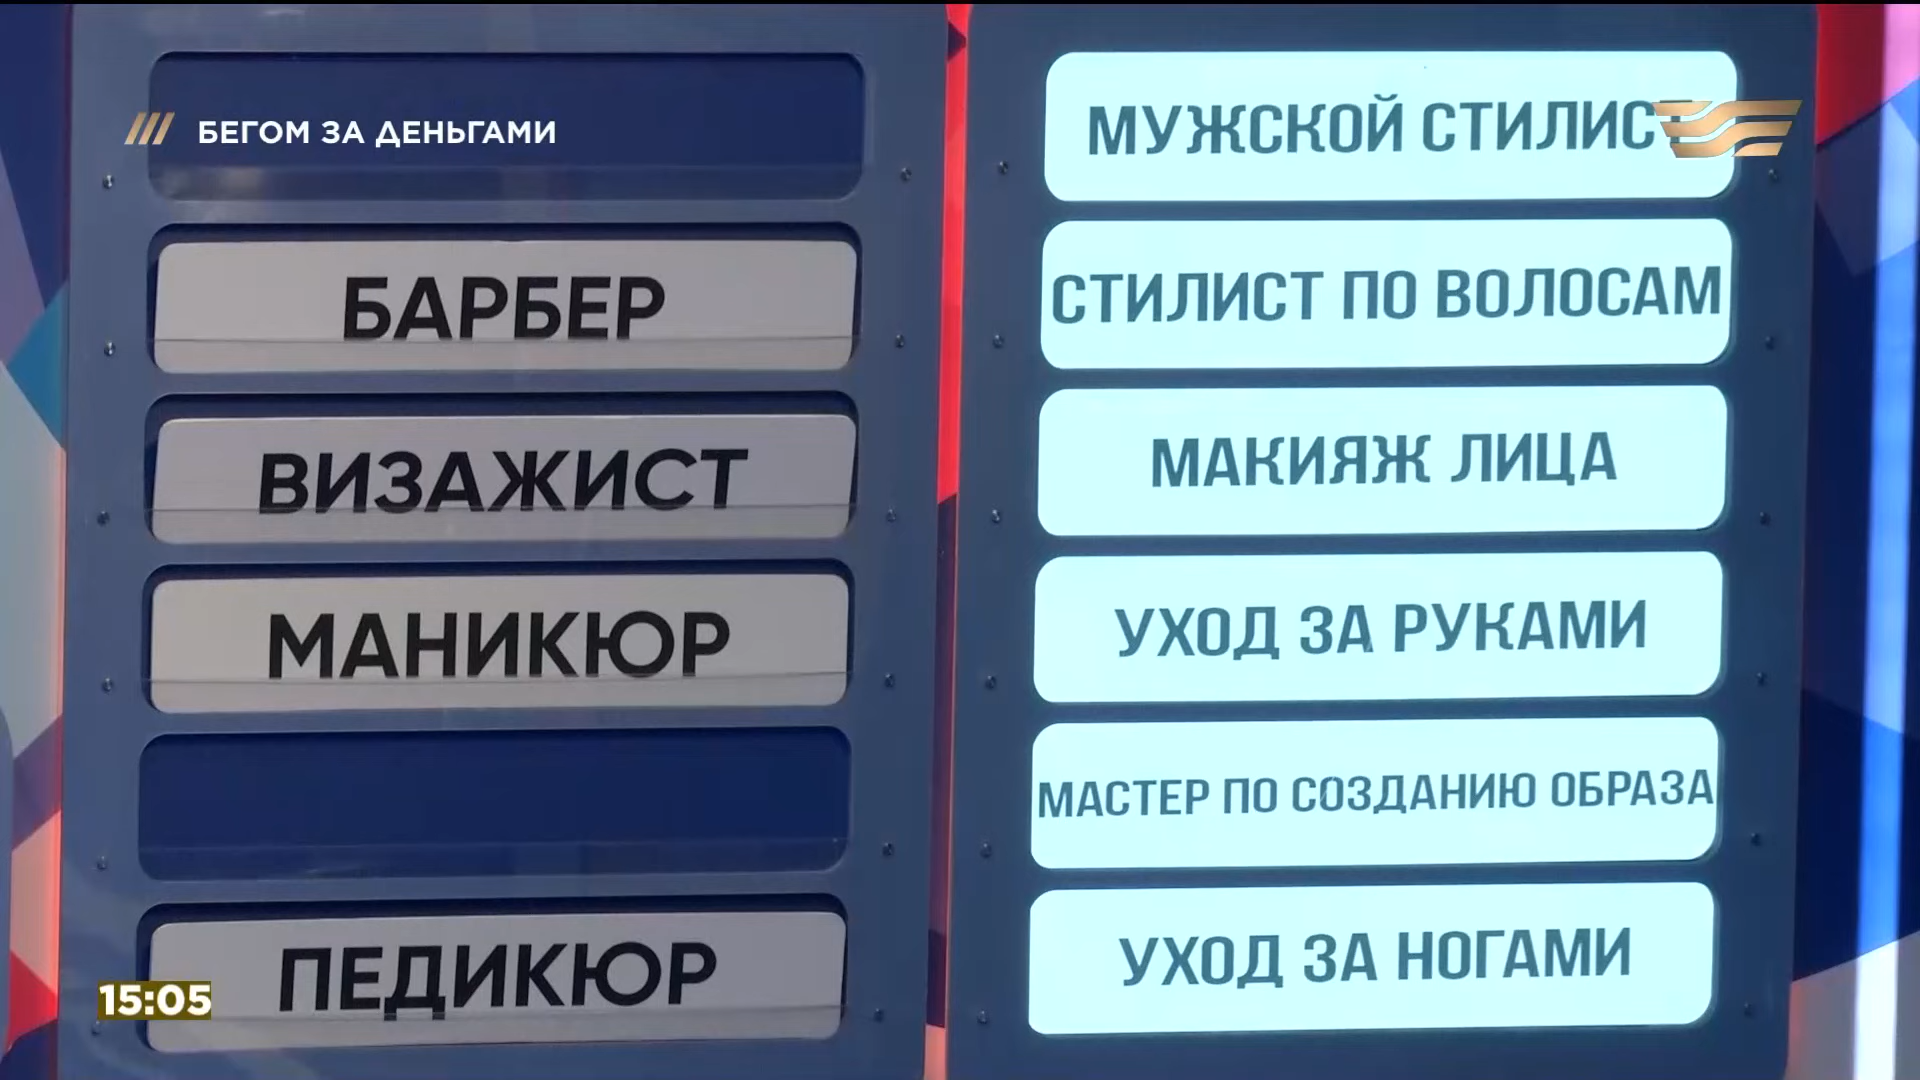 БЕГОМ ЗА ДЕНЬГАМИ
МУЖСКОЙ СТИЛИСТ
БАРБЕР
СТИЛИСТ ПО ВОЛОСАМ
ВИЗАЖИСТ
МАКИЯЖ ЛИЦА
МАНИКЮР
УХОД ЗА РУКАМИ
МАСТЕР ПО СОЗДАНИЮ ОБРАЗА
ПЕДИКЮР
УХОД ЗА НОГАМИ
15:05